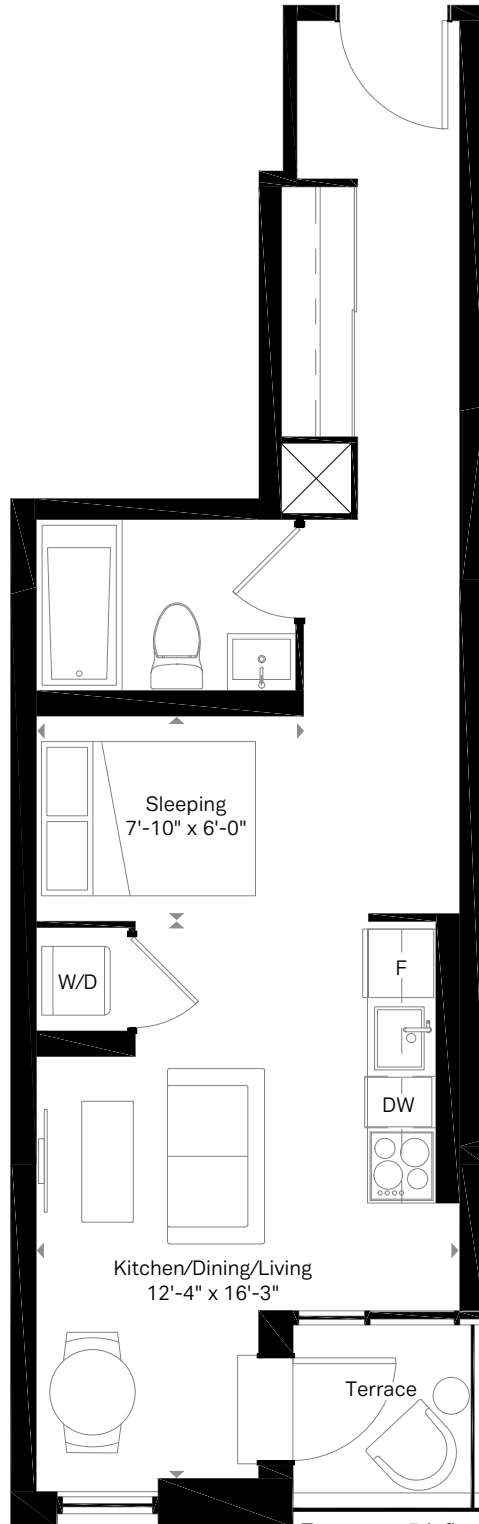 Sleeping
7'-10" x 6'-0"
W/D
F
DW
Kitchen/Dining/Living
12'-4" x 16'-3"
Terrace